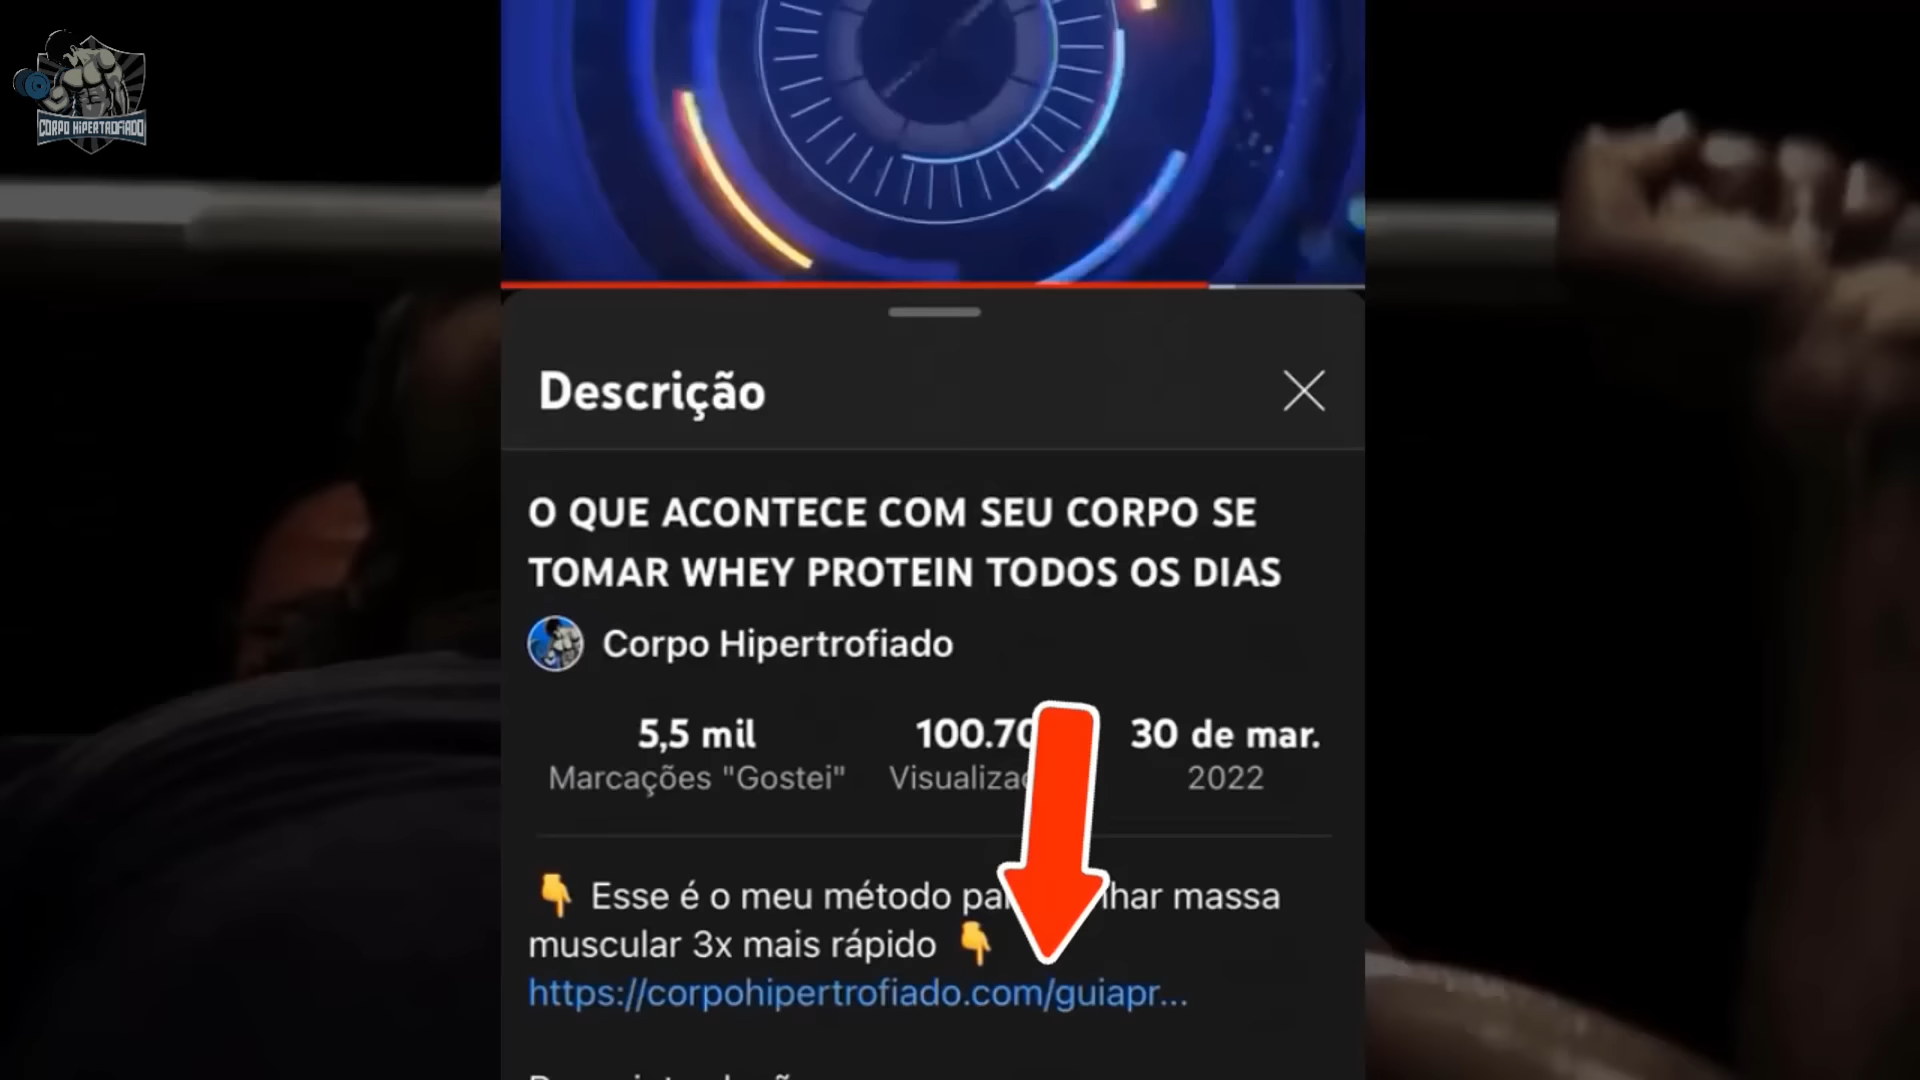 CORPO HIPERTROFIADO
Descrição
O QUE ACONTECE COM SEU CORPO SE
TOMAR WHEY PROTEIN TODOS OS DIAS
Corpo Hipertrofiado
5,5 mil
100.70
30 de mar.
Marcações "Gostei"
2022
👇 Esse é o meu método massa
muscular 3x mais rápido 👇
https://corpohipertrofiado.com/guiapr...